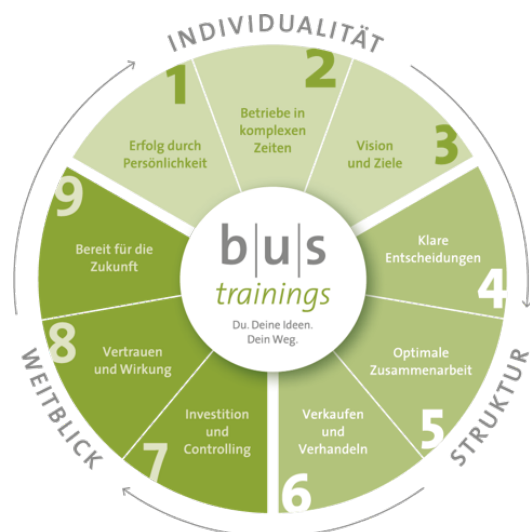 INDIVIDUALITÄT
1
Erfolg durch
Persönlichkeit
2
Betriebe in
komplexen
Zeiten
3
Vision
und Ziele
STRUKTUR
4
Klare
Entscheidungen
5
Optimale
Zusammenarbeit
6
Verkaufen
und
Verhandeln
WEITBLICK
7
Investition
und
Controlling
8
Vertrauen
und Wirkung
9
Bereit für die
Zukunft
b|u|s
trainings
Du. Deine Ideen.
Dein Weg.